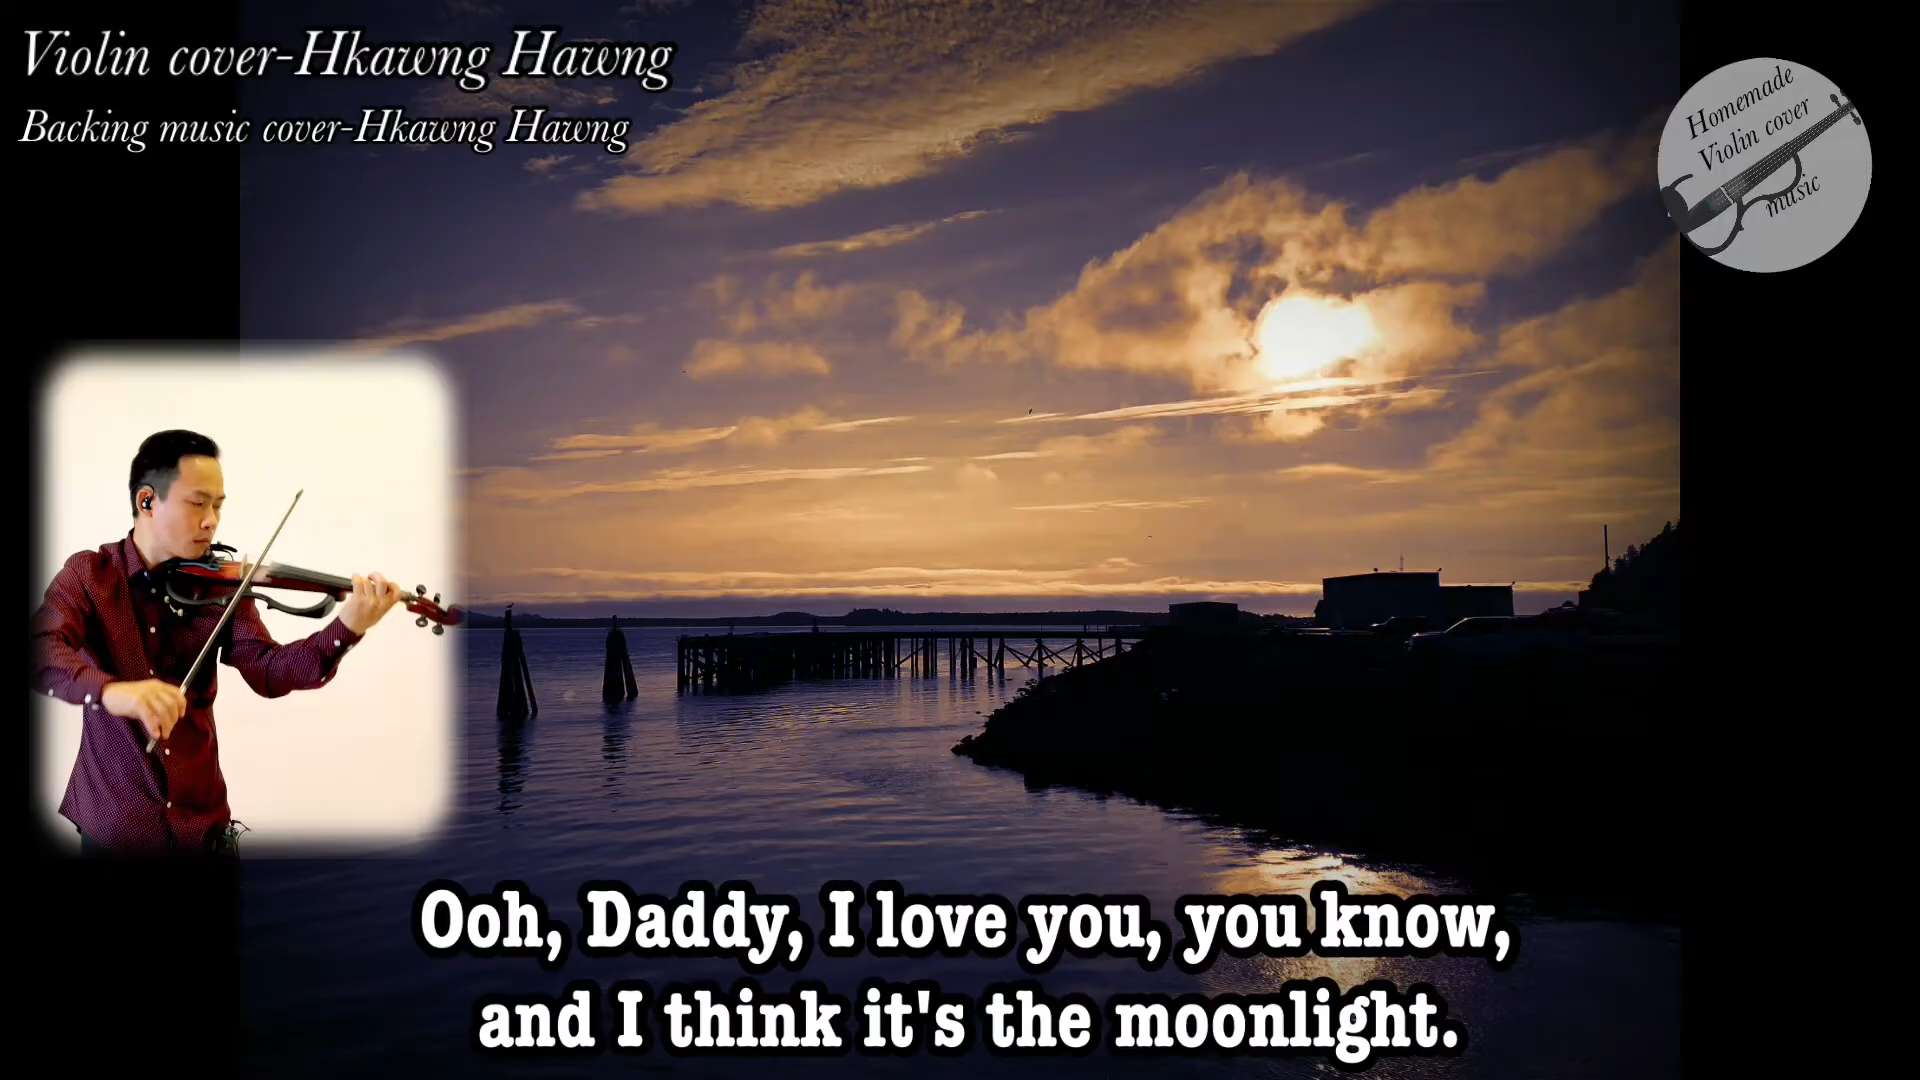 Violin cover-Hkawng Hawng
Backing music cover-Hkawng Hawng
Homemade
Violin cover
music
Ooh, Daddy, I love you, you know,
and I think it's the moonlight.